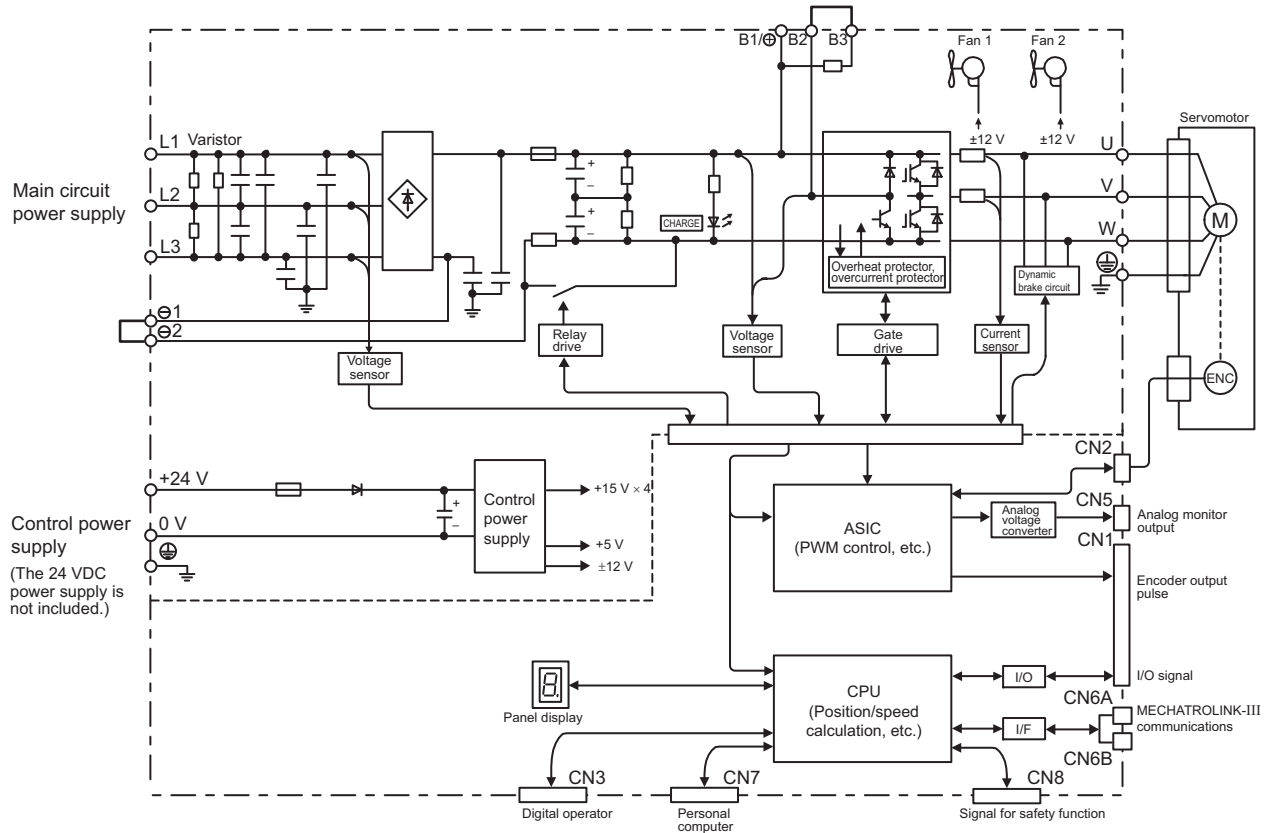 B1/⊕
B2
B3
Fan 1
Fan 2
±12 V
±12 V
Servomotor
Main circuit
power supply
L1
Varistor
L2
L3
⊖1
⊖2
+
–
+
–
CHARGE
Overheat protector,
overcurrent protector
U
V
W
M
Dynamic
brake circuit
Voltage
sensor
Relay
drive
Voltage
sensor
Gate
drive
Current
sensor
ENC
Control power
supply
(The 24 VDC
power supply is
not included.)
+24 V
0 V
+
–
Control
power
supply
+15 V × 4
+5 V
±12 V
ASIC
(PWM control, etc.)
Analog
voltage
converter
CN2
CN5
Analog monitor
output
CN1
Encoder output
pulse
I/O signal
8.
Panel display
CPU
(Position/speed
calculation, etc.)
I/O
I/F
CN6A
MECHATROLINK-III
communications
CN6B
CN3
Digital operator
CN7
Personal
computer
CN8
Signal for safety function